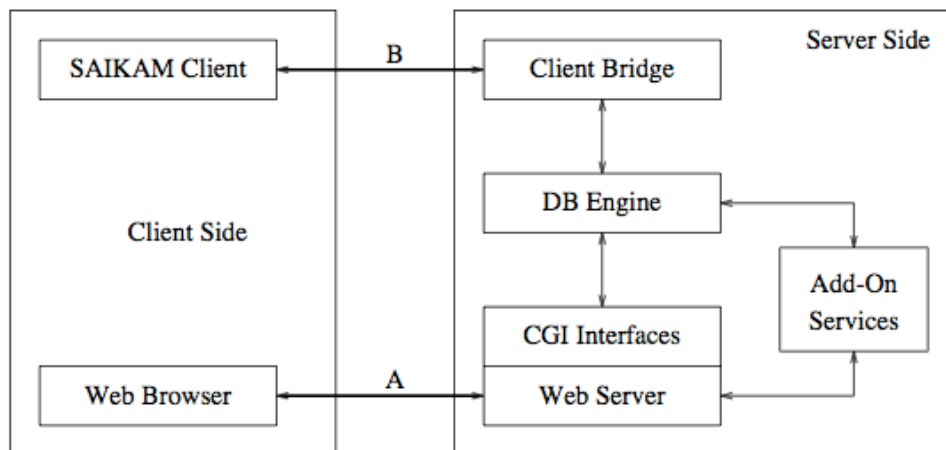 Server Side
SAIKAM Client
B
Client Bridge
DB Engine
Client Side
Add-On
Services
CGI Interfaces
Web Browser
A
Web Server